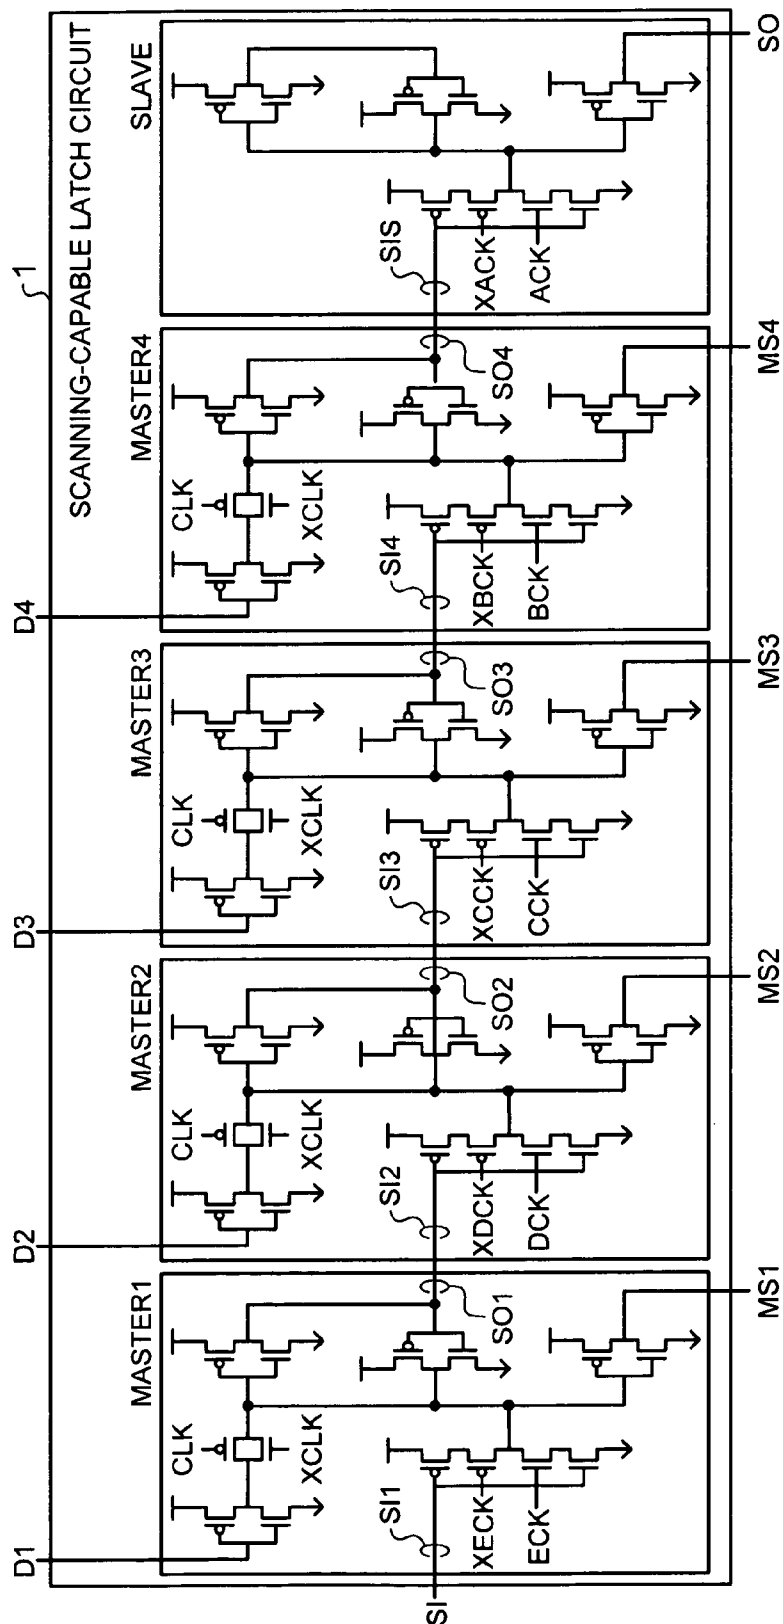 1
SCANNING-CAPABLE LATCH CIRCUIT
D1
D2
D3
D4
MASTER1
MASTER2
MASTER3
MASTER4
SLAVE
CLK
XCLK
CLK
XCLK
CLK
XCLK
CLK
XCLK
SI
SI1
SO1
SI2
SO2
SI3
SO3
SI4
SO4
SIS
XECK
ECK
XDCK
DCK
XCCK
CCK
XBCK
BCK
XACK
ACK
MS1
MS2
MS3
MS4
SO